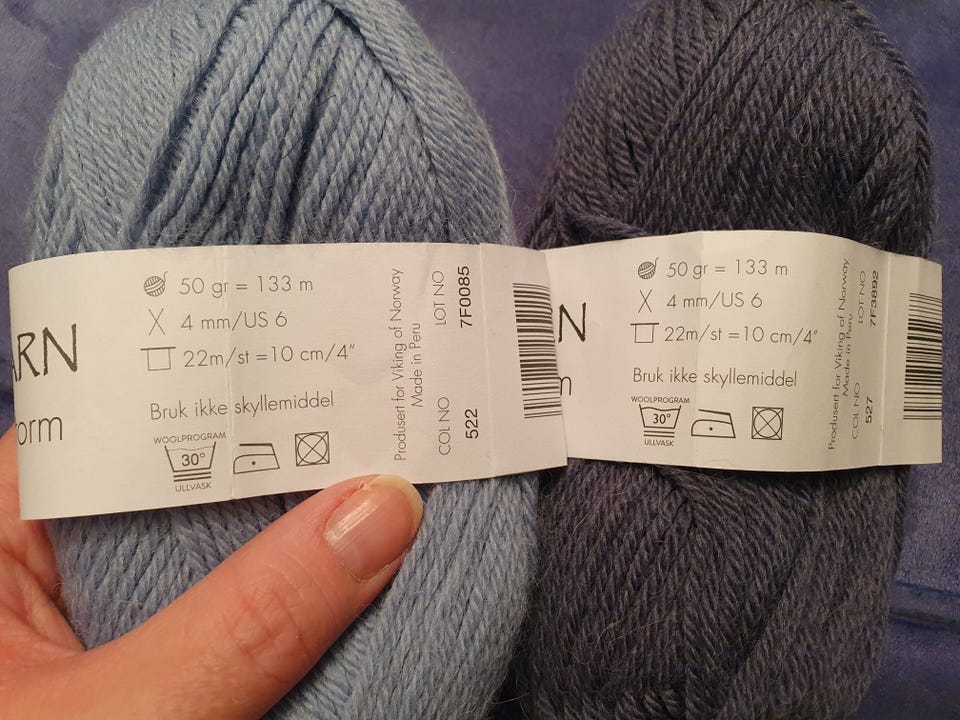 ARN
orm
50 gr = 133 m
4 mm/US 6
22m/st =10 cm/4"
Bruk ikke skyllemiddel
WOOLPROGRAM
30°
ULLVASK
Produsert for Viking of Norway
Made in Peru
COL NO
522
LOT NO
7F0085
N
m
50 gr = 133 m
4 mm/US 6
22m/st =10 cm/4"
Bruk ikke skyllemiddel
WOOLPROGRAM
30°
ULLVASK
Produsert for Viking of Norway
Made in Peru
COL NO
527
LOT NO
7F3892